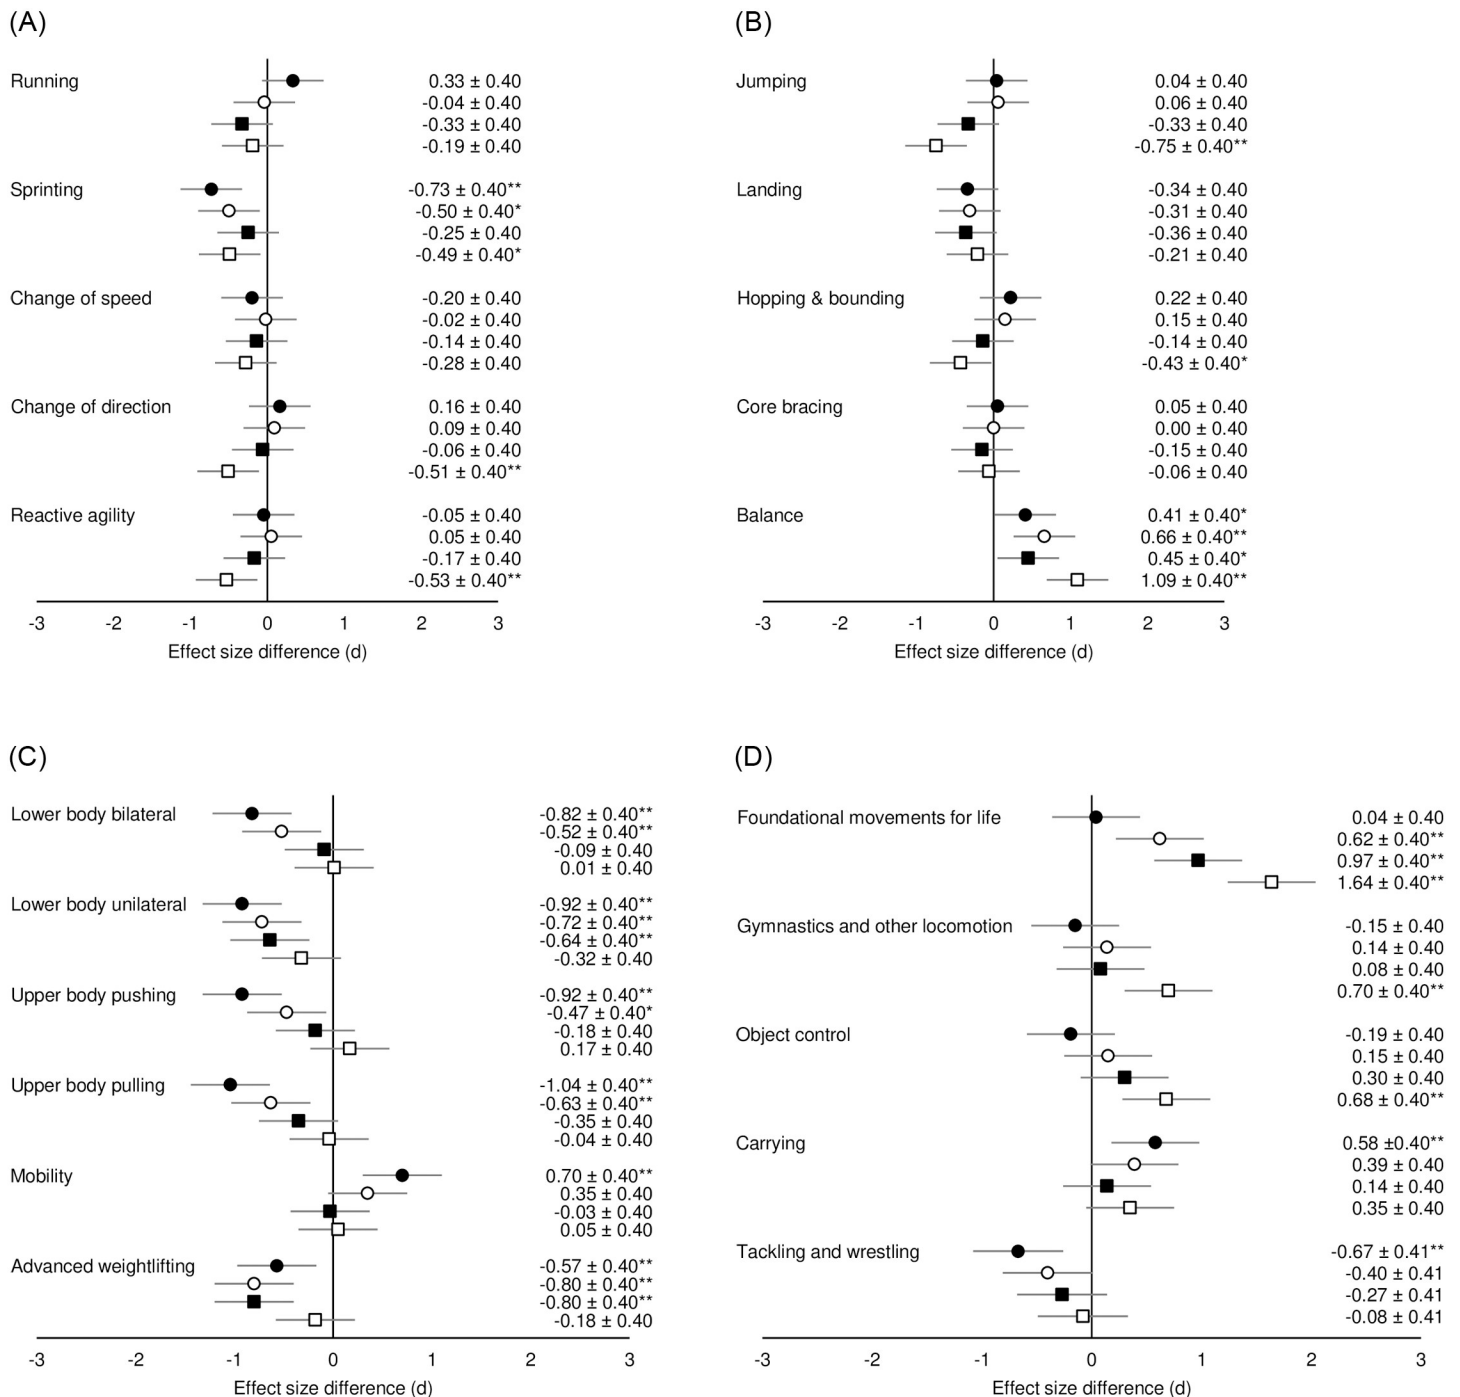 (A)
Running
0.33 ± 0.40
-0.04 ± 0.40
-0.33 ± 0.40
-0.19 ± 0.40
Sprinting
-0.73 ± 0.40**
-0.50 ± 0.40*
-0.25 ± 0.40
-0.49 ± 0.40*
Change of speed
-0.20 ± 0.40
-0.02 ± 0.40
-0.14 ± 0.40
-0.28 ± 0.40
Change of direction
0.16 ± 0.40
0.09 ± 0.40
-0.06 ± 0.40
-0.51 ± 0.40**
Reactive agility
-0.05 ± 0.40
0.05 ± 0.40
-0.17 ± 0.40
-0.53 ± 0.40**
-3 -2 -1 0 1 2 3
Effect size difference (d)
(B)
Jumping
0.04 ± 0.40
0.06 ± 0.40
-0.33 ± 0.40
-0.75 ± 0.40**
Landing
-0.34 ± 0.40
-0.31 ± 0.40
-0.36 ± 0.40
-0.21 ± 0.40
Hopping & bounding
0.22 ± 0.40
0.15 ± 0.40
-0.14 ± 0.40
-0.43 ± 0.40*
Core bracing
0.05 ± 0.40
0.00 ± 0.40
-0.15 ± 0.40
-0.06 ± 0.40
Balance
0.41 ± 0.40*
0.66 ± 0.40**
0.45 ± 0.40*
1.09 ± 0.40**
-3 -2 -1 0 1 2 3
Effect size difference (d)
(C)
Lower body bilateral
-0.82 ± 0.40**
-0.52 ± 0.40**
-0.09 ± 0.40
0.01 ± 0.40
Lower body unilateral
-0.92 ± 0.40**
-0.72 ± 0.40**
-0.64 ± 0.40**
-0.32 ± 0.40
Upper body pushing
-0.92 ± 0.40**
-0.47 ± 0.40*
-0.18 ± 0.40
0.17 ± 0.40
Upper body pulling
-1.04 ± 0.40**
-0.63 ± 0.40**
-0.35 ± 0.40
-0.04 ± 0.40
Mobility
0.70 ± 0.40**
0.35 ± 0.40
-0.03 ± 0.40
0.05 ± 0.40
Advanced weightlifting
-0.57 ± 0.40**
-0.80 ± 0.40**
-0.80 ± 0.40**
-0.18 ± 0.40
-3 -2 -1 0 1 2 3
Effect size difference (d)
(D)
Foundational movements for life
0.04 ± 0.40
0.62 ± 0.40**
0.97 ± 0.40**
1.64 ± 0.40**
Gymnastics and other locomotion
-0.15 ± 0.40
0.14 ± 0.40
0.08 ± 0.40
0.70 ± 0.40**
Object control
-0.19 ± 0.40
0.15 ± 0.40
0.30 ± 0.40
0.68 ± 0.40**
Carrying
0.58 ±0.40**
0.39 ± 0.40
0.14 ± 0.40
0.35 ± 0.40
Tackling and wrestling
-0.67 ± 0.41**
-0.40 ± 0.41
-0.27 ± 0.41
-0.08 ± 0.41
-3 -2 -1 0 1 2 3
Effect size difference (d)